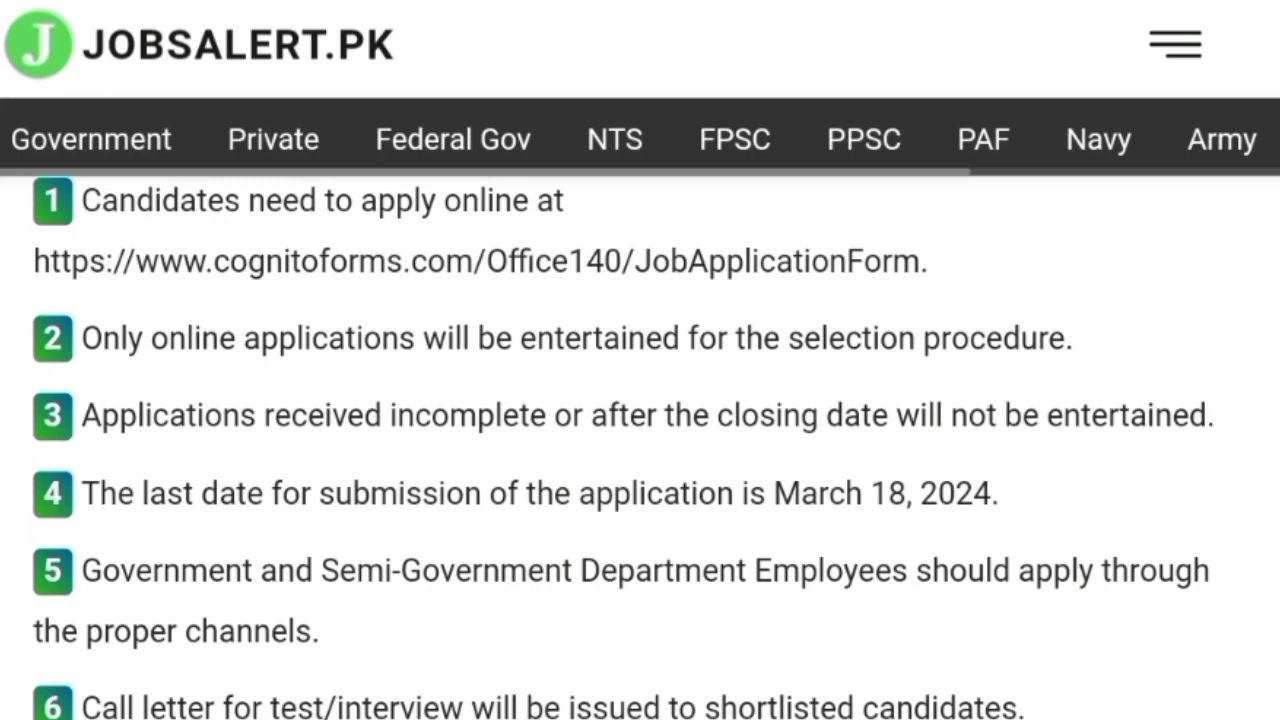 J JOBSALERT.PK
Government Private Federal Gov NTS FPSC PPSC PAF Navy Army
1 Candidates need to apply online at
https://www.cognitoforms.com/Office140/JobApplicationForm.
2 Only online applications will be entertained for the selection procedure.
3 Applications received incomplete or after the closing date will not be entertained.
4 The last date for submission of the application is March 18, 2024.
5 Government and Semi-Government Department Employees should apply through
the proper channels.
6 Call letter for test/interview will be issued to shortlisted candidates.